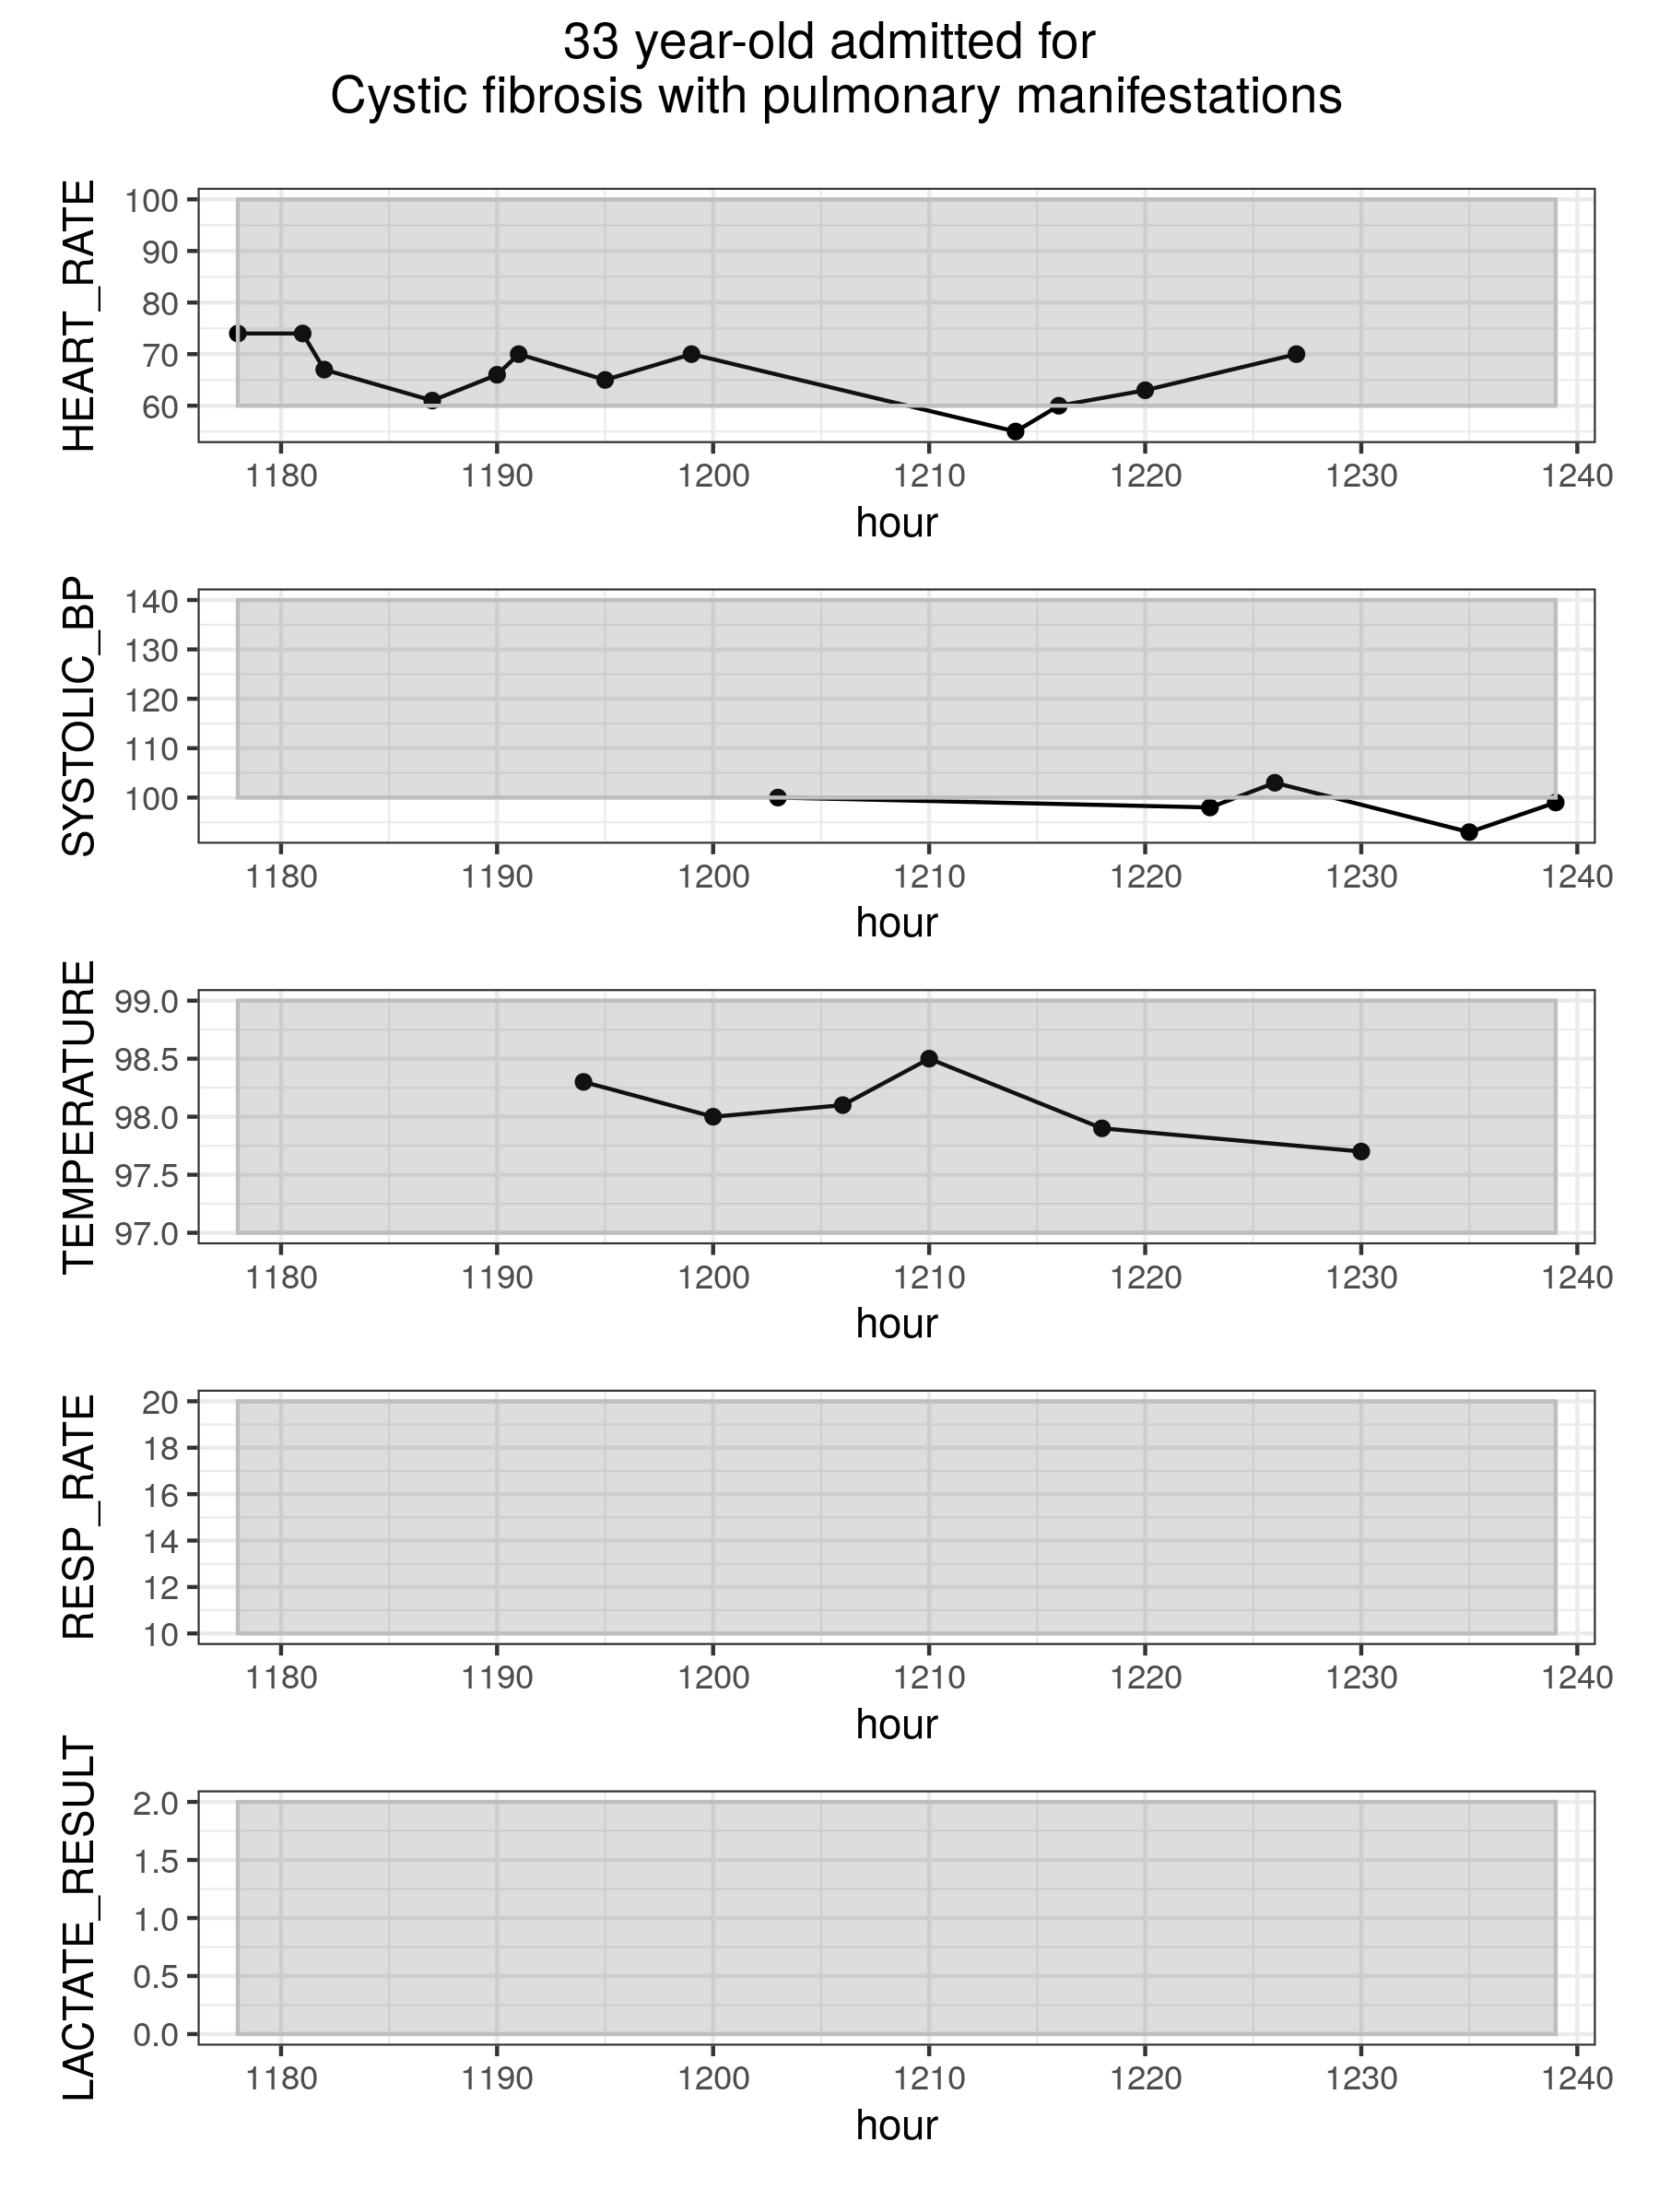 33 year-old admitted for
Cystic fibrosis with pulmonary manifestations
HEART_RATE
100
90
80
70
60
1180 1190 1200 1210 1220 1230 1240
hour
SYSTOLIC_BP
140
130
120
110
100
1180 1190 1200 1210 1220 1230 1240
hour
TEMPERATURE
99.0
98.5
98.0
97.5
97.0
1180 1190 1200 1210 1220 1230 1240
hour
RESP_RATE
20
18
16
14
12
10
1180 1190 1200 1210 1220 1230 1240
hour
LACTATE_RESULT
2.0
1.5
1.0
0.5
0.0
1180 1190 1200 1210 1220 1230 1240
hour